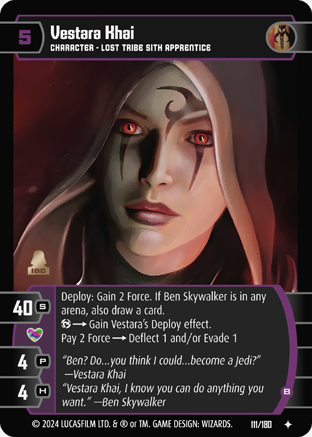 5
Vestara Khai
CHARACTER - LOST TRIBE SITH APPRENTICE
IDC
40 S
4
4 H
Deploy: Gain 2 Force. If Ben Skywalker is in any
arena, also draw a card.
→ Gain Vestara's Deploy effect.
Pay 2 Force → Deflect 1 and/or Evade 1
"Ben? Do...you think I could...become a Jedi?"
—Vestara Khai
"Vestara Khai, I know you can do anything you
want." —Ben Skywalker
B
© 2024 LUCASFILM LTD. & ® or TM. GAME DESIGN: WIZARDS.
111/180